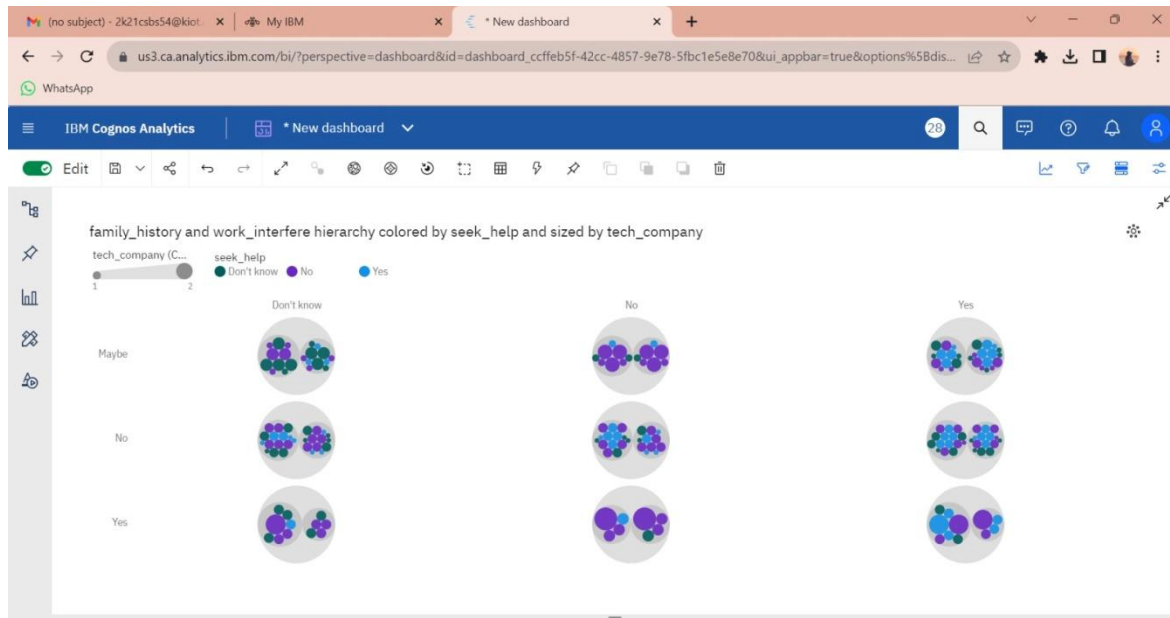 (no subject) - 2k21csbs54@kiot.
My IBM
* New dashboard
us3.ca.analytics.ibm.com/bi/?perspective=dashboard&id=dashboard_ccffeb5f-42cc-4857-9e78-5fbc1e5e8e70&ui_appbar=true&options%5Bdis...
WhatsApp
IBM Cognos Analytics
* New dashboard
28
Edit
family_history and work_interfere hierarchy colored by seek_help and sized by tech_company
tech_company (C...
seek_help
Don't know No Yes
1 2
Don't know No Yes
Maybe
No
Yes